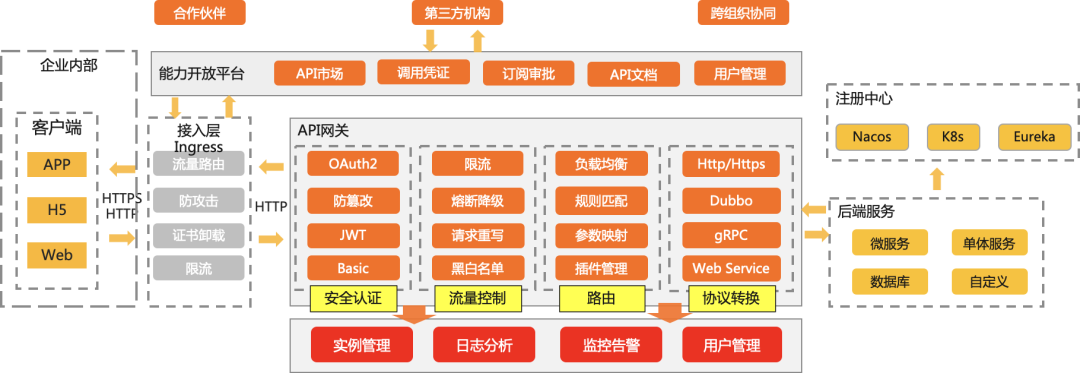 合作伙伴
第三方机构
跨组织协同
企业内部
能力开放平台
API市场
调用凭证
订阅审批
API文档
用户管理
客户端
APP
H5
Web
HTTPS
HTTP
接入层
Ingress
流量路由
防攻击
证书卸载
限流
HTTP
API网关
OAuth2
防篡改
JWT
Basic
安全认证
限流
熔断降级
请求重写
黑白名单
流量控制
负载均衡
规则匹配
参数映射
插件管理
路由
Http/Https
Dubbo
gRPC
Web Service
协议转换
注册中心
Nacos
K8s
Eureka
后端服务
微服务
单体服务
数据库
自定义
实例管理
日志分析
监控告警
用户管理